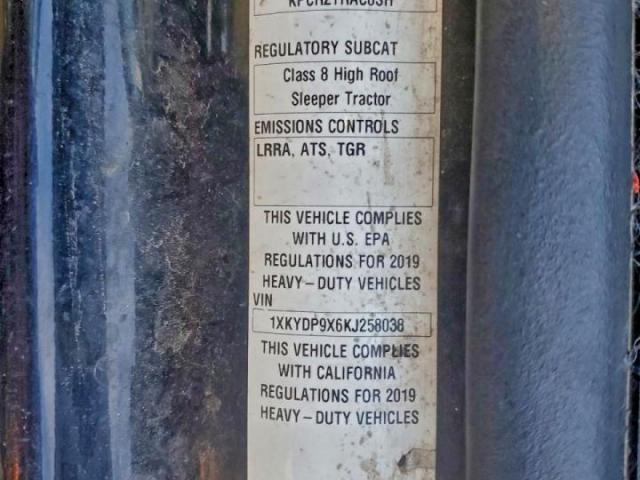 REGULATORY SUBCAT
Class 8 High Roof
Sleeper Tractor
EMISSIONS CONTROLS
LRRA, ATS, TGR
THIS VEHICLE COMPLIES
WITH U.S. EPA
REGULATIONS FOR 2019
HEAVY-DUTY VEHICLES
VIN
1XKYDP9X6KJ258038
THIS VEHICLE COMPLIES
WITH CALIFORNIA
REGULATIONS FOR 2019
HEAVY-DUTY VEHICLES